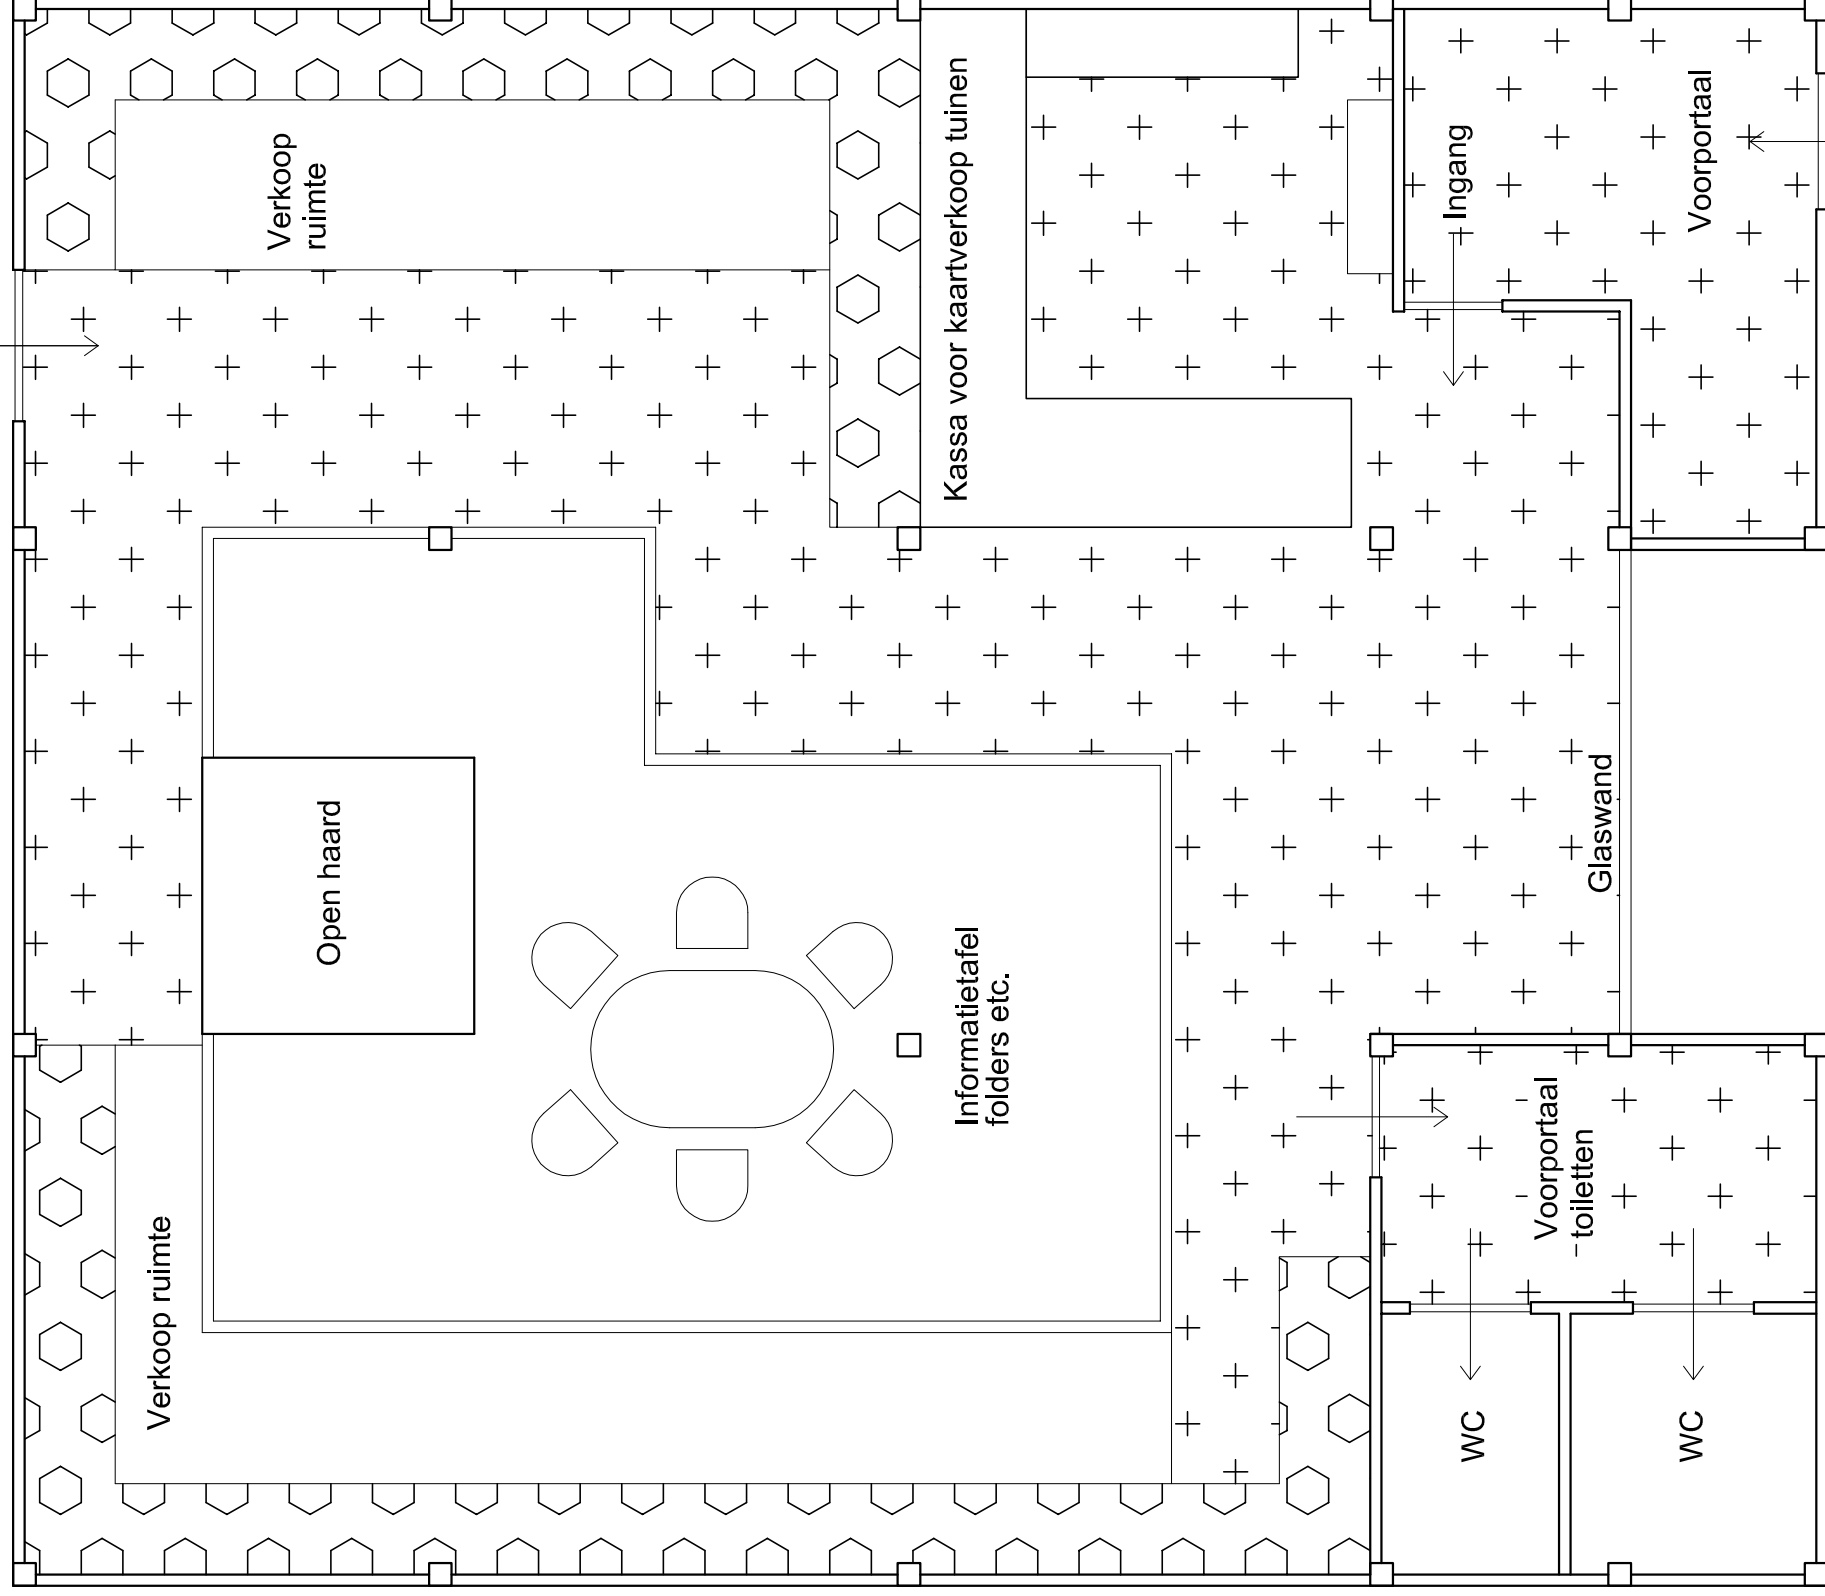 Verkoop
ruimte
Kassa voor kaartverkoop tuinen
Ingang
Voorportaal
Open haard
Glaswand
Informatietafel
folders etc.
Verkoop ruimte
Voorportaal
toiletten
WC
WC